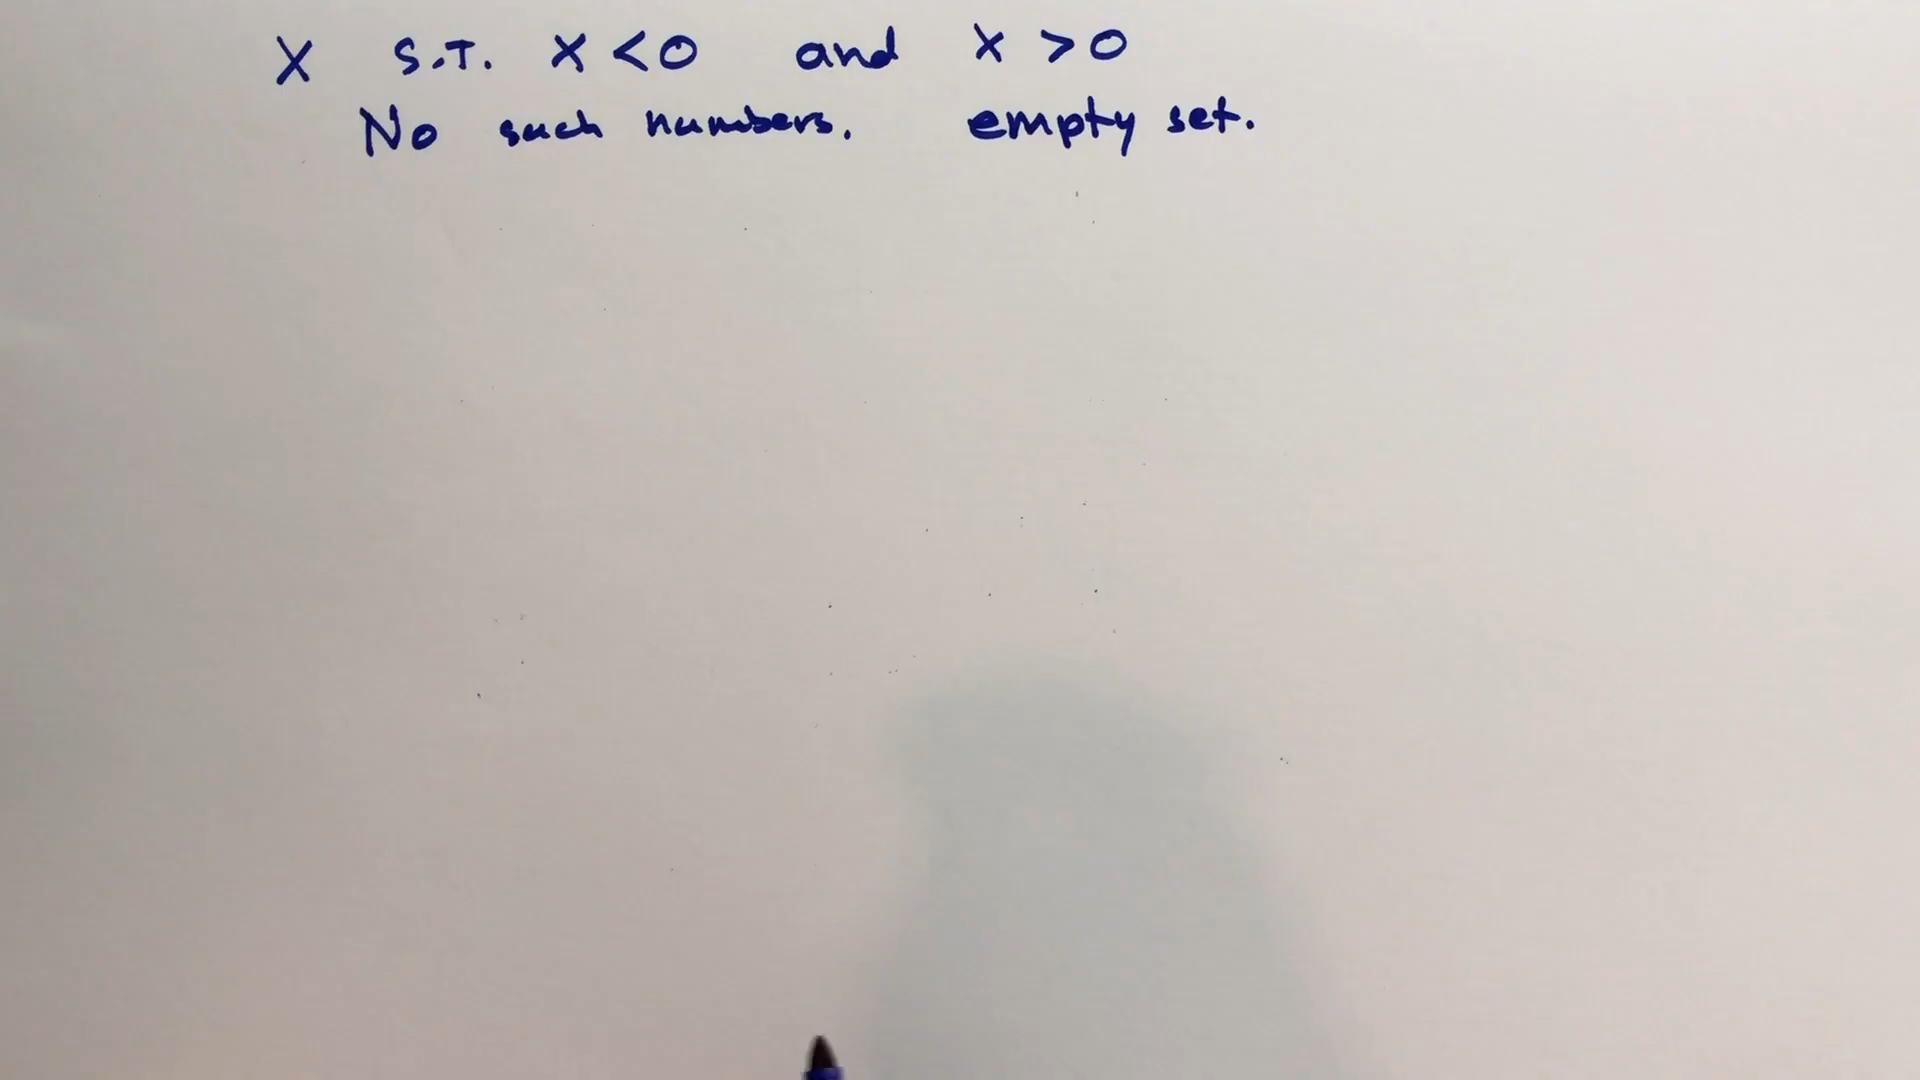 X S.T. X < 0 and x > 0
No such numbers. empty set.